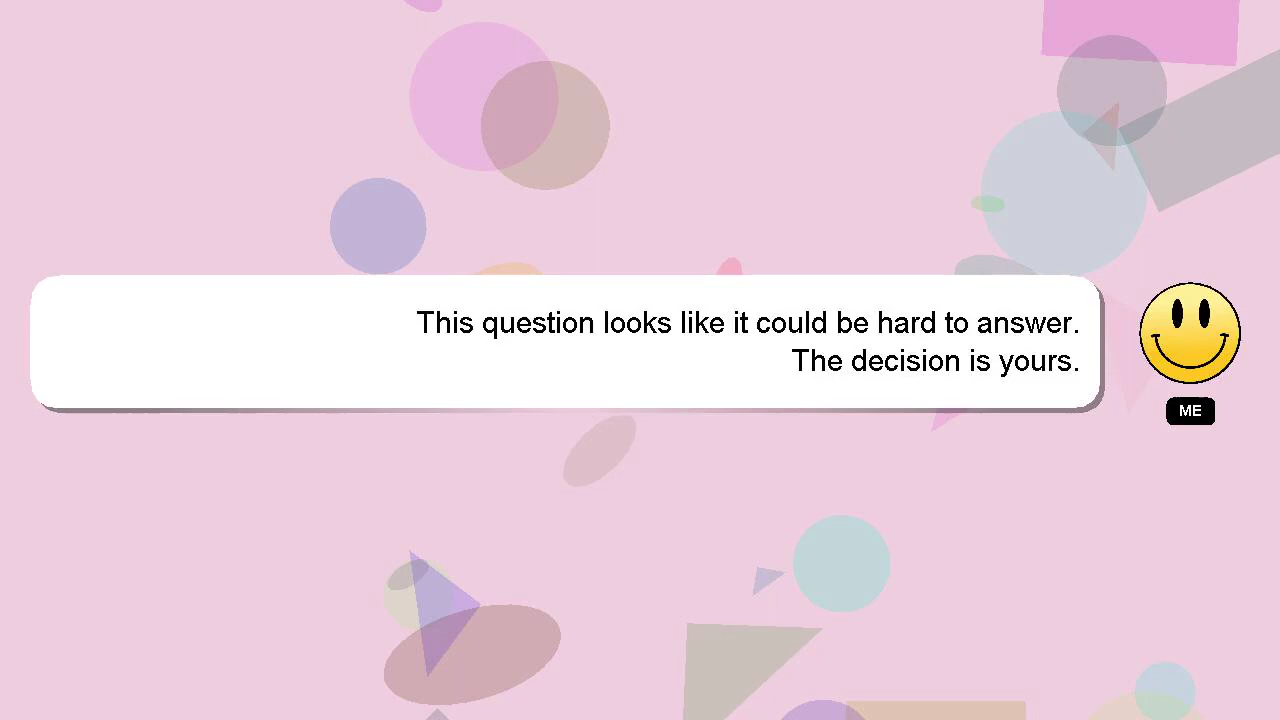 This question looks like it could be hard to answer.
The decision is yours.
ME